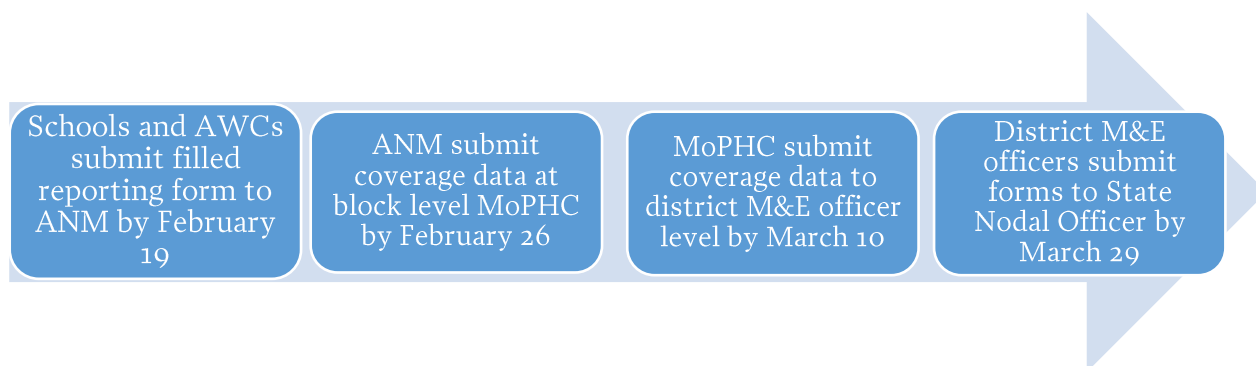 Schools and AWCs
submit filled
reporting form to
ANM by February
19
ANM submit
coverage data at
block level MoPHC
by February 26
MoPHC submit
coverage data to
district M&E officer
level by March 10
District M&E
officers submit
forms to State
Nodal Officer by
March 29